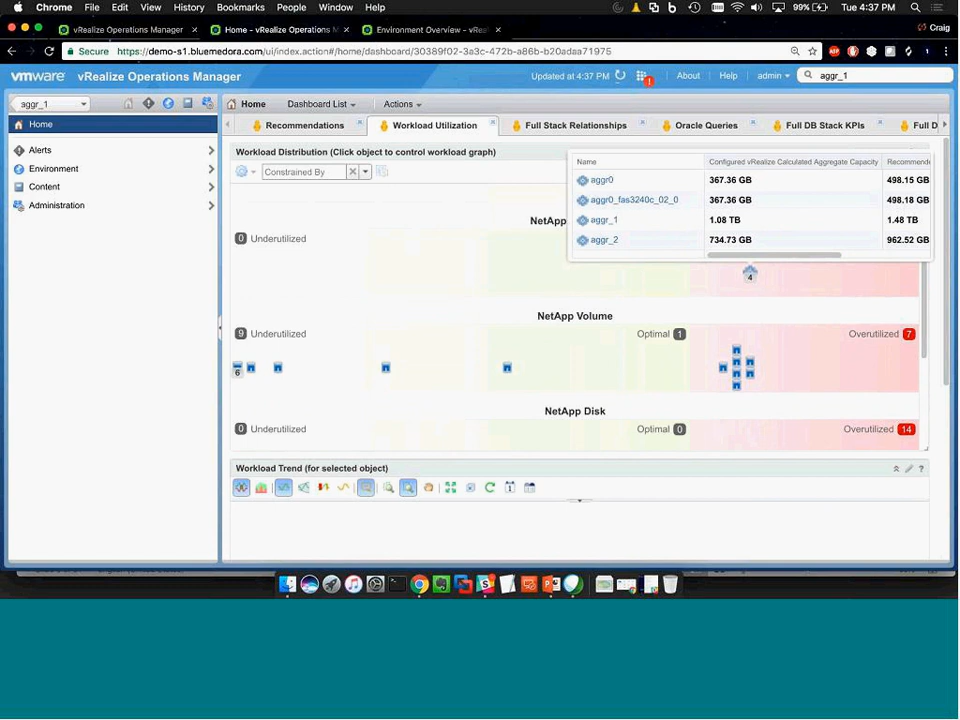 Chrome File Edit View History Bookmarks People Window Help 99% Tue 4:37 PM
vRealize Operations Manager Home - vRealize Operations M Environment Overview - vRea Craig
Secure https://demo-s1.bluemedora.com/ui/index.action#/home/dashboard/30389f02-3a3c-472b-a86b-b20adaa71975
vmware vRealize Operations Manager Updated at 4:37 PM 1 About Help admin aggr_1
aggr_1 Home Dashboard List Actions
Home Recommendations Workload Utilization Full Stack Relationships Oracle Queries Full DB Stack KPIs Full D
Alerts Workload Distribution (Click object to control workload graph)
Name Configured vRealize Calculated Aggregate Capacity Recommende
Environment Constrained By aggr0 367.36 GB 498.15 GB
Content aggr0_fas3240c_02_0 367.36 GB 498.18 GB
Administration NetApp aggr_1 1.08 TB 1.48 TB
0 Underutilized aggr_2 734.73 GB 962.52 GB
4
NetApp Volume
9 Underutilized Optimal 1 Overutilized 7
6
NetApp Disk
0 Underutilized Optimal 0 Overutilized 14
Workload Trend (for selected object)